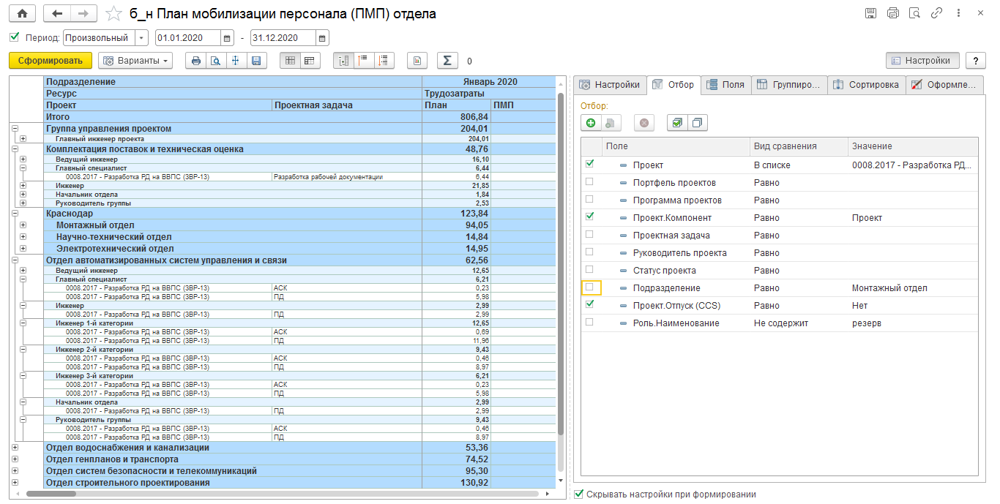 б_н План мобилизации персонала (ПМП) отдела
Период: Произвольный 01.01.2020 - 31.12.2020
Сформировать Варианты Σ 0 Настройки ?
Подразделение Январь 2020
Ресурс Трудозатраты
Проект Проектная задача План ПМП
Итого 806,84
Группа управления проектом 204,01
Главный инженер проекта 204,01
Комплектация поставок и техническая оценка 48,76
Ведущий инженер 16,10
Главный специалист 6,44
0008.2017 - Разработка РД на ВВПС (ЗВР-13) Разработка рабочей документации 6,44
Инженер 21,85
Начальник отдела 1,84
Руководитель группы 2,53
Краснодар 123,84
Монтажный отдел 94,05
Научно-технический отдел 14,84
Электротехнический отдел 14,95
Отдел автоматизированных систем управления и связи 62,56
Ведущий инженер 12,65
Главный специалист 6,21
0008.2017 - Разработка РД на ВВПС (ЗВР-13) АСК 0,23
0008.2017 - Разработка РД на ВВПС (ЗВР-13) ПД 5,98
Инженер 2,99
0008.2017 - Разработка РД на ВВПС (ЗВР-13) ПД 2,99
Инженер 1-й категории 12,65
0008.2017 - Разработка РД на ВВПС (ЗВР-13) АСК 0,69
0008.2017 - Разработка РД на ВВПС (ЗВР-13) ПД 11,96
Инженер 2-й категории 9,43
0008.2017 - Разработка РД на ВВПС (ЗВР-13) АСК 0,46
0008.2017 - Разработка РД на ВВПС (ЗВР-13) ПД 8,97
Инженер 3-й категории 6,21
0008.2017 - Разработка РД на ВВПС (ЗВР-13) АСК 0,23
0008.2017 - Разработка РД на ВВПС (ЗВР-13) ПД 5,98
Начальник отдела 2,99
0008.2017 - Разработка РД на ВВПС (ЗВР-13) ПД 2,99
Руководитель группы 9,43
0008.2017 - Разработка РД на ВВПС (ЗВР-13) АСК 0,46
0008.2017 - Разработка РД на ВВПС (ЗВР-13) ПД 8,97
Отдел водоснабжения и канализации 53,36
Отдел генпланов и транспорта 74,52
Отдел систем безопасности и телекоммуникаций 95,30
Отдел строительного проектирования 130,92
Настройки Отбор Поля Группиро... Сортировка Оформле...
Отбор:
Поле Вид сравнения Значение
Проект В списке 0008.2017 - Разработка РД...
Портфель проектов Равно
Программа проектов Равно
Проект.Компонент Равно Проект
Проектная задача Равно
Руководитель проекта Равно
Статус проекта Равно
Подразделение Равно Монтажный отдел
Проект.Отпуск (CCS) Равно Нет
Роль.Наименование Не содержит резерв
Скрывать настройки при формировании